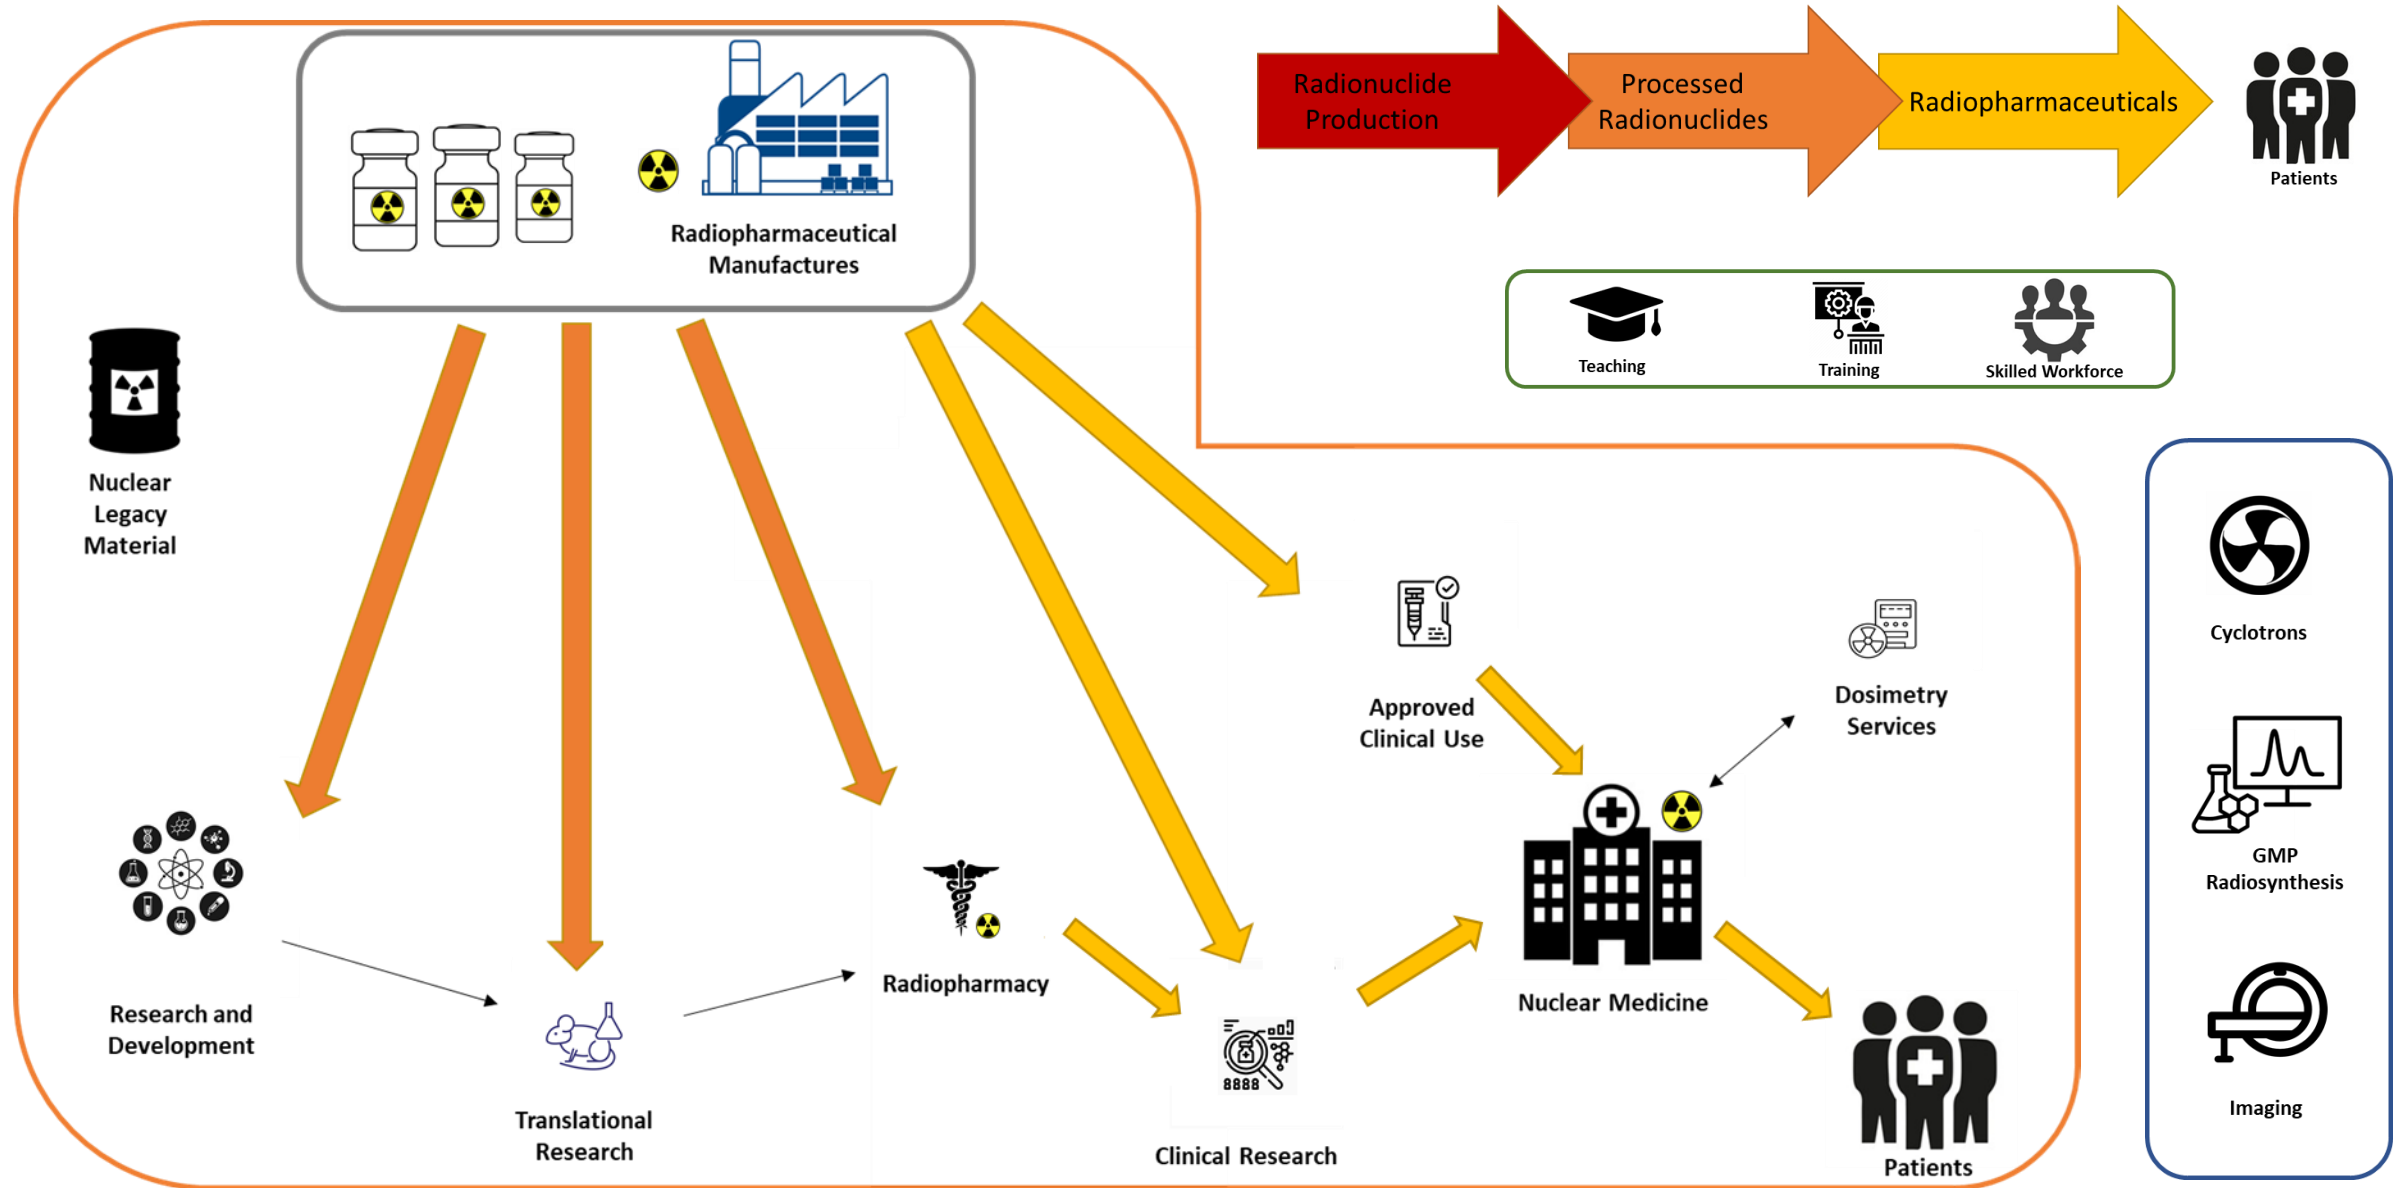 Radionuclide
Production
Processed
Radionuclides
Radiopharmaceuticals
Patients
Radiopharmaceutical
Manufactures
Teaching
Training
Skilled Workforce
Nuclear
Legacy
Material
Cyclotrons
Approved
Clinical Use
Dosimetry
Services
GMP
Radiosynthesis
Radiopharmacy
Nuclear Medicine
Research and
Development
8888
Translational
Research
Clinical Research
Imaging
Patients